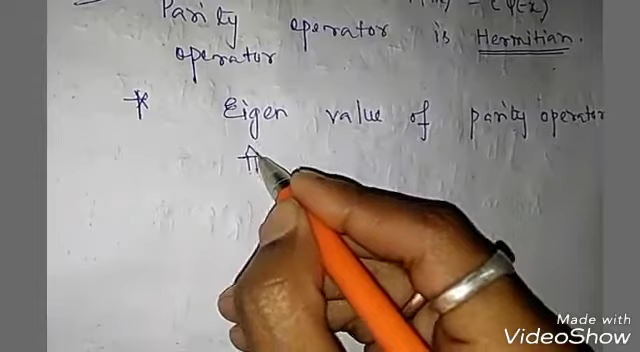 Parity operator is Hermitian.
operator
* Eigen value of parity operator
Made with
VideoShow